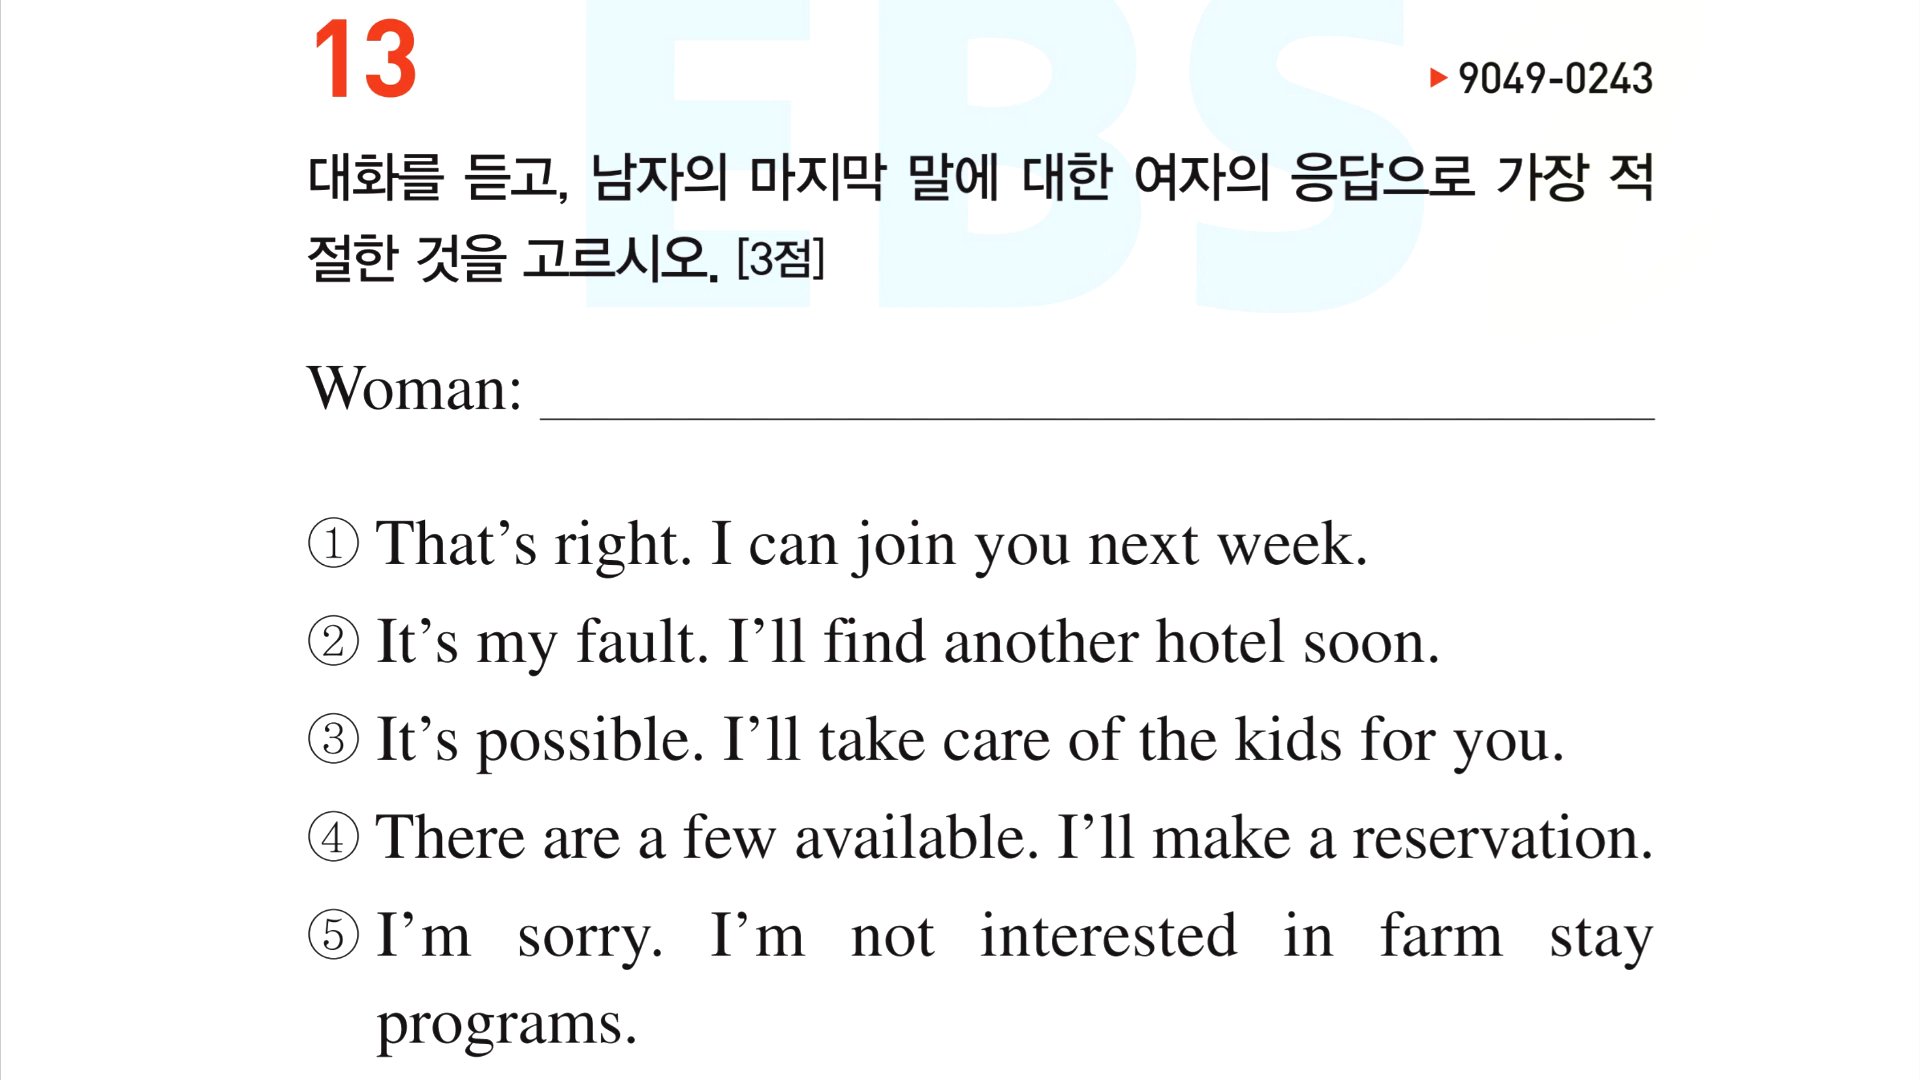 13
▶ 9049-0243
대화를 듣고, 남자의 마지막 말에 대한 여자의 응답으로 가장 적
절한 것을 고르시오. [3점]
EBS
Woman: ____________________
① That’s right. I can join you next week.
② It’s my fault. I’ll find another hotel soon.
③ It’s possible. I’ll take care of the kids for you.
④ There are a few available. I’ll make a reservation.
⑤ I’m sorry. I’m not interested in farm stay
programs.